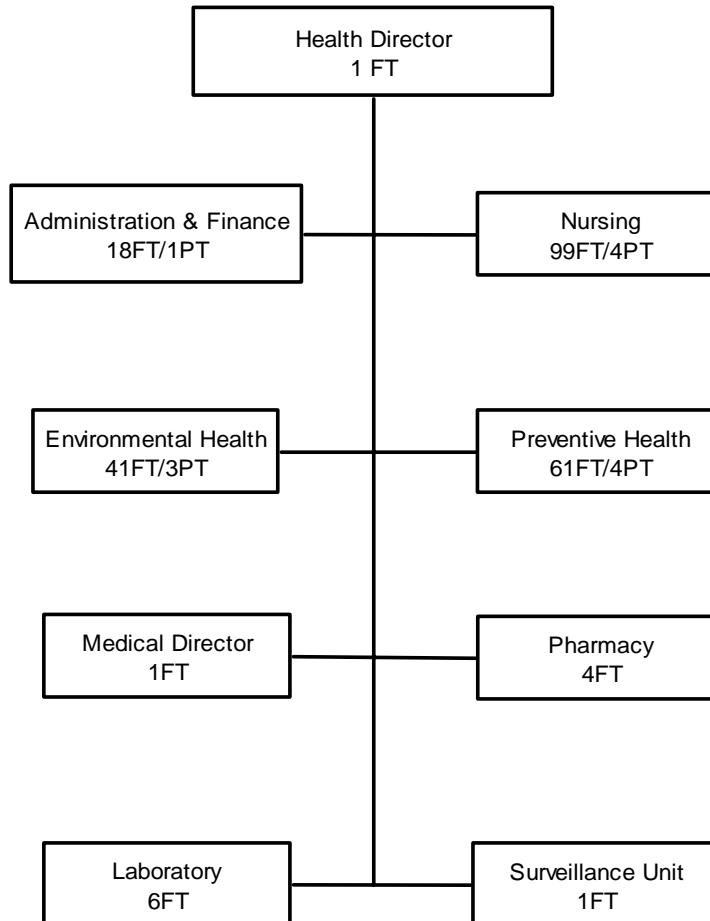 Health Director
1 FT
Administration & Finance
18FT/1PT
Nursing
99FT/4PT
Environmental Health
41FT/3PT
Preventive Health
61FT/4PT
Medical Director
1FT
Pharmacy
4FT
Laboratory
6FT
Surveillance Unit
1FT